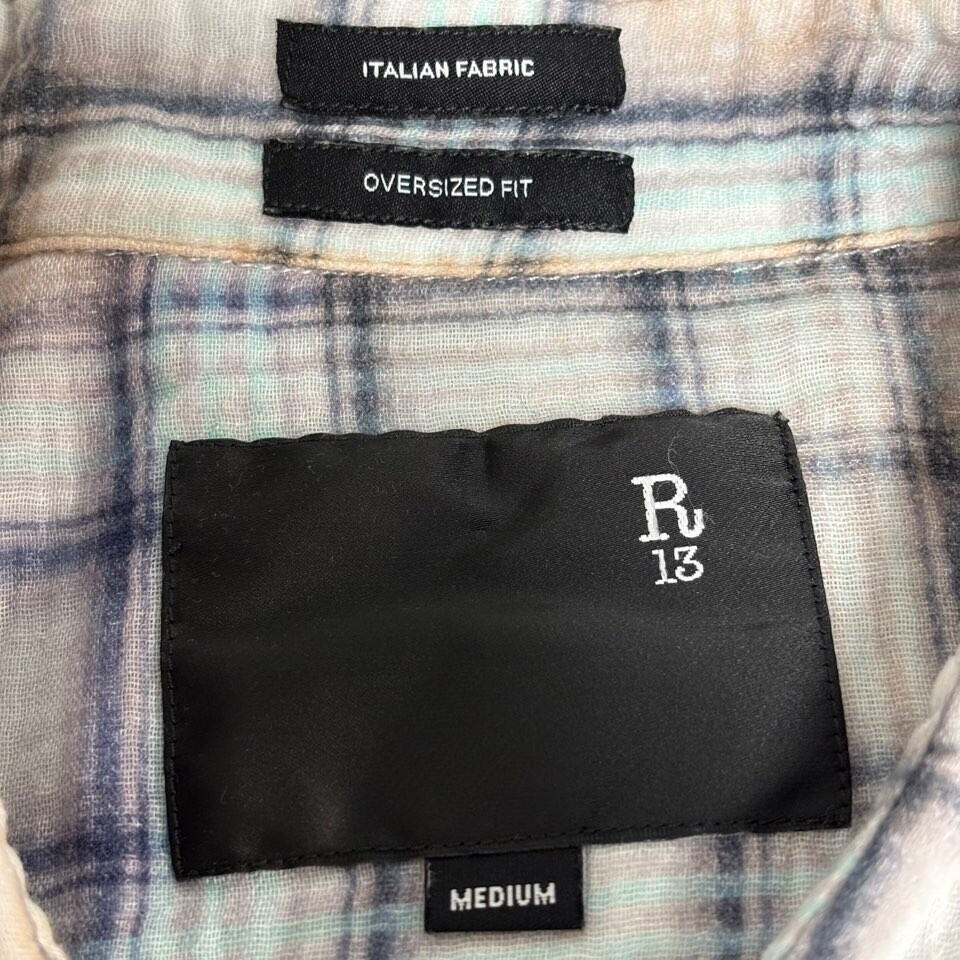 ITALIAN FABRIC
OVERSIZED FIT
R
13
MEDIUM